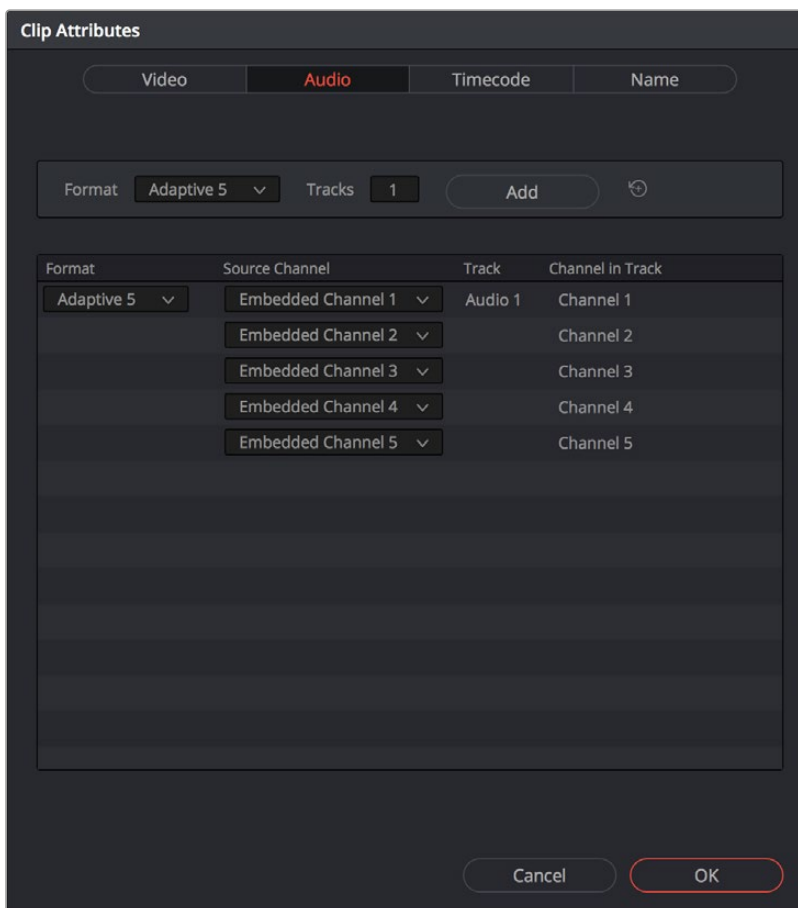 Clip Attributes
Video Audio Timecode Name
Format Adaptive 5 Tracks 1 Add
Format Source Channel Track Channel in Track
Adaptive 5 Embedded Channel 1 Audio 1 Channel 1
Embedded Channel 2 Channel 2
Embedded Channel 3 Channel 3
Embedded Channel 4 Channel 4
Embedded Channel 5 Channel 5
Cancel OK